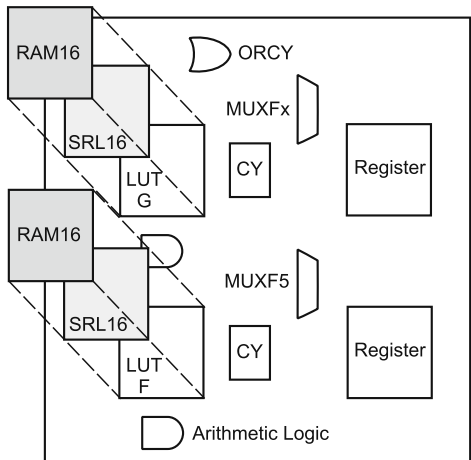 RAM16
ORCY
MUXFx
SRL16
CY
Register
LUT
G
RAM16
MUXF5
SRL16
CY
Register
LUT
F
Arithmetic Logic